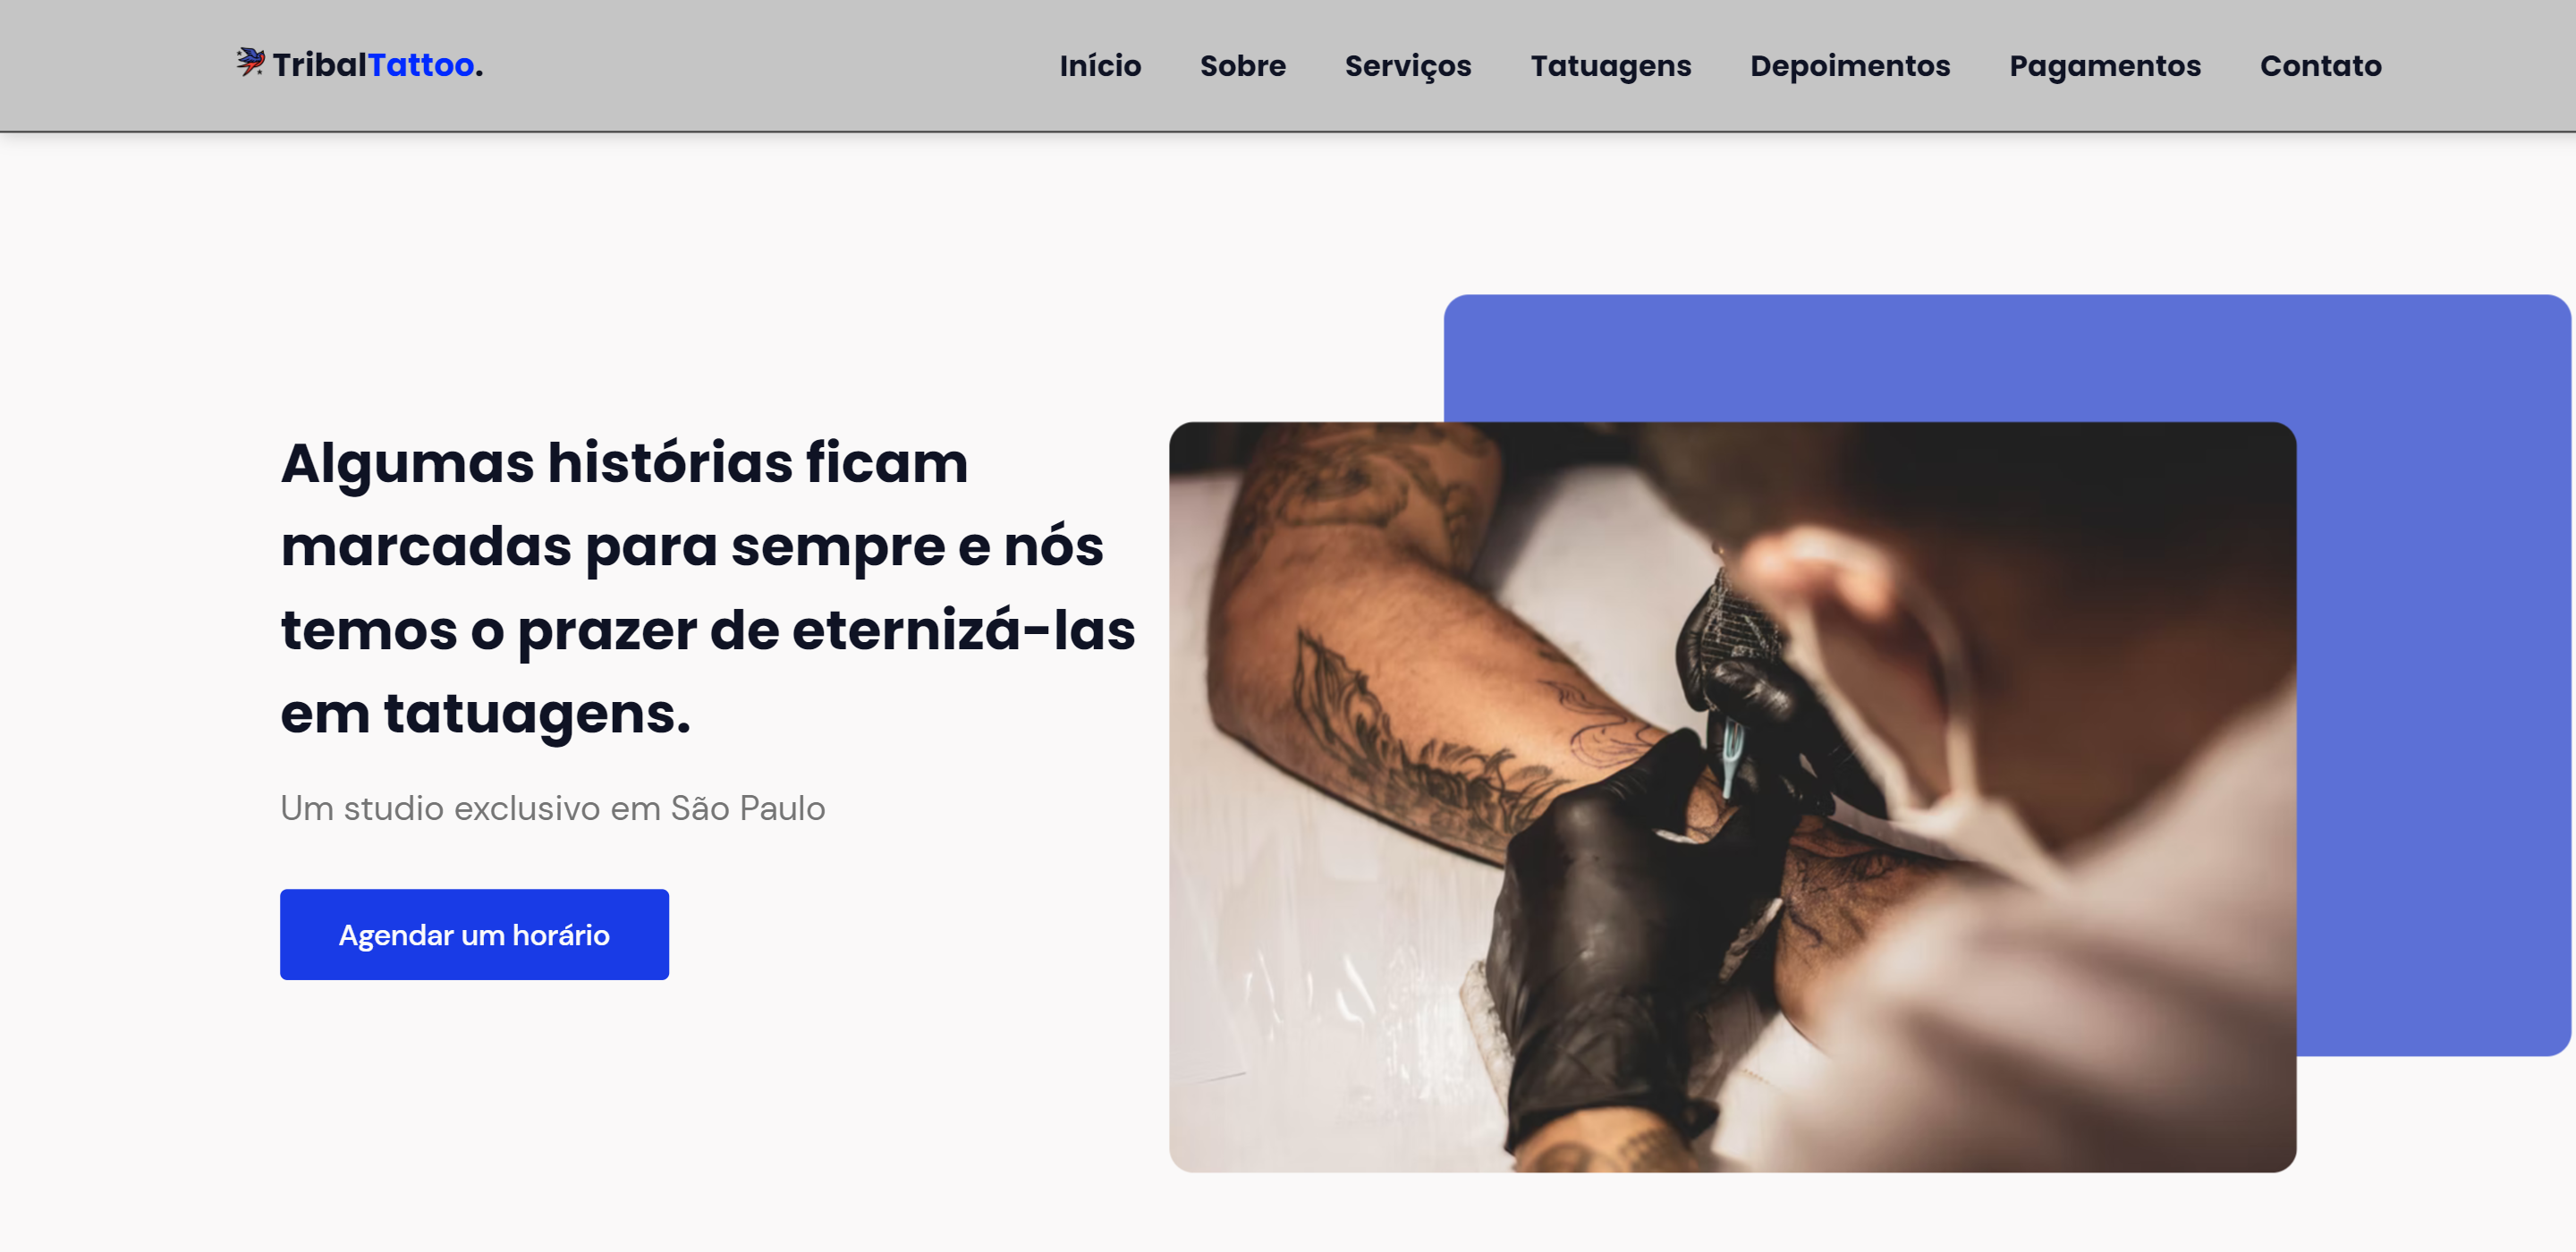 TribalTattoo.
Início Sobre Serviços Tatuagens Depoimentos Pagamentos Contato
Algumas histórias ficam
marcadas para sempre e nós
temos o prazer de eternizá-las
em tatuagens.
Um studio exclusivo em São Paulo
Agendar um horário